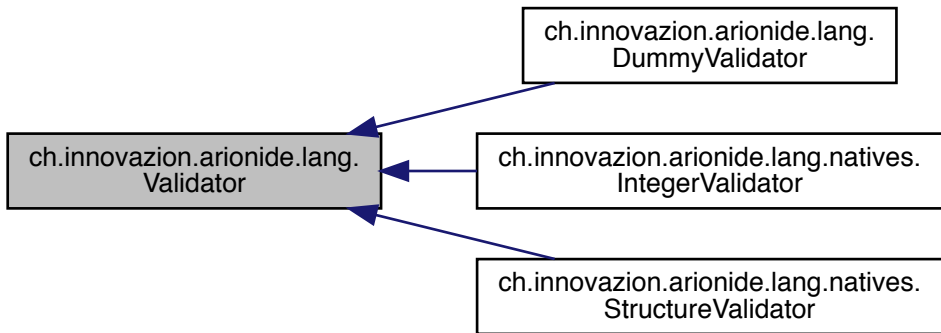 ch.innovazion.arionide.lang.
DummyValidator
ch.innovazion.arionide.lang.
Validator
ch.innovazion.arionide.lang.natives.
IntegerValidator
ch.innovazion.arionide.lang.natives.
StructureValidator